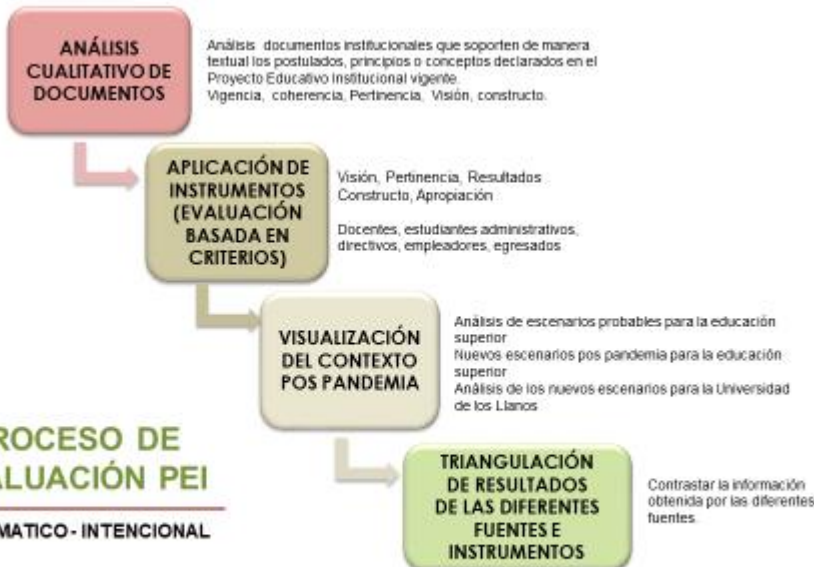 ANÁLISIS
CUALITATIVO DE
DOCUMENTOS
Análisis documentos institucionales que soporten de manera
textual los postulados, principios o conceptos declarados en el
Proyecto Educativo Institucional vigente.
Vigencia, coherencia, Pertinencia, Visión, constructo.
APLICACIÓN DE
INSTRUMENTOS
(EVALUACIÓN
BASADA EN
CRITERIOS)
Visión, Pertinencia, Resultados
Constructo, Apropiación
Docentes, estudiantes administrativos,
directivos, empleadores, egresados
VISUALIZACIÓN
DEL CONTEXTO
POS PANDEMIA
Análisis de escenarios probables para la educación
superior
Nuevos escenarios pos pandemia para la educación
superior
Análisis de los nuevos escenarios para la Universidad
de los Llanos
ROCESO DE
ALUACIÓN PEI
MATICO - INTENCIONAL
TRIANGULACIÓN
DE RESULTADOS
DE LAS DIFERENTES
FUENTES E
INSTRUMENTOS
Contrastar la información
obtenida por las diferentes
fuentes.